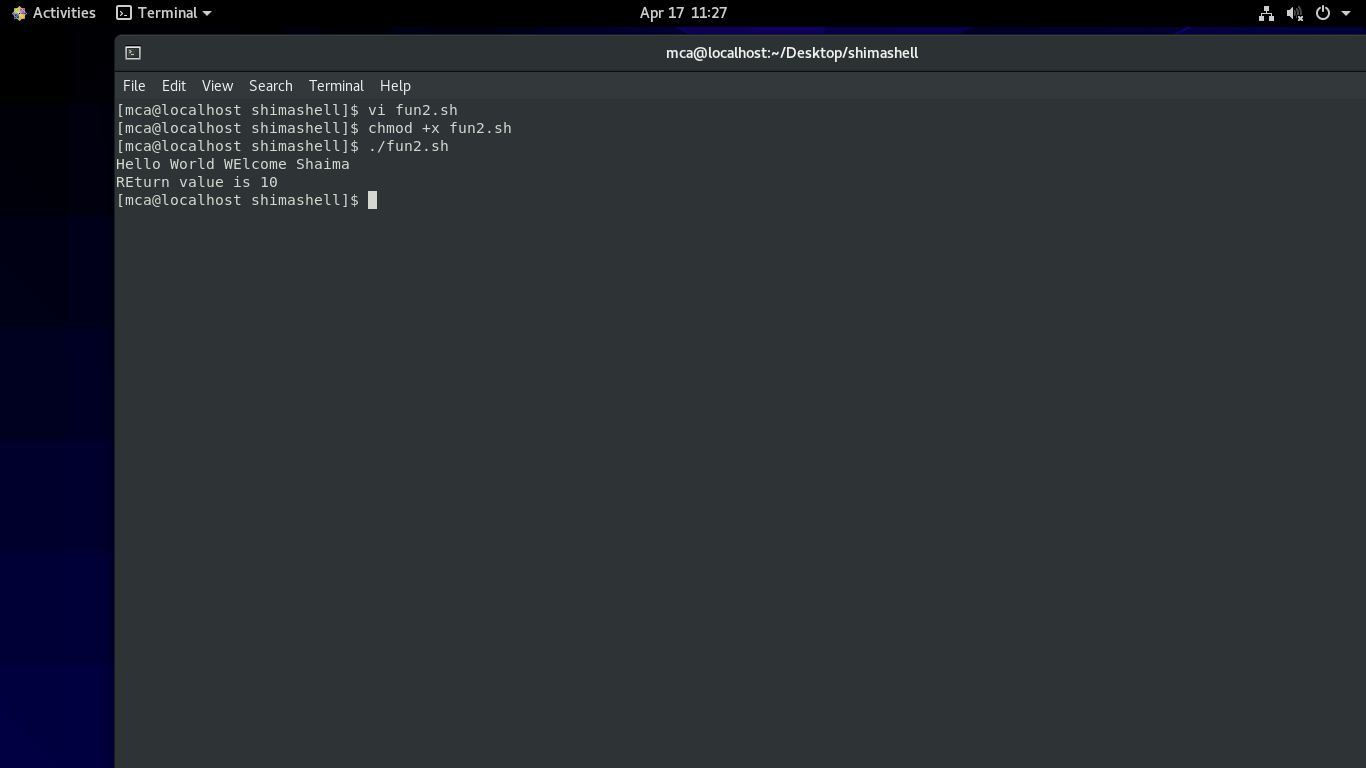 Activities Terminal Apr 17 11:27
mca@localhost:~/Desktop/shimashell
File Edit View Search Terminal Help
[mca@localhost shimashell]$ vi fun2.sh
[mca@localhost shimashell]$ chmod +x fun2.sh
[mca@localhost shimashell]$ ./fun2.sh
Hello World WElcome Shaima
REturn value is 10
[mca@localhost shimashell]$